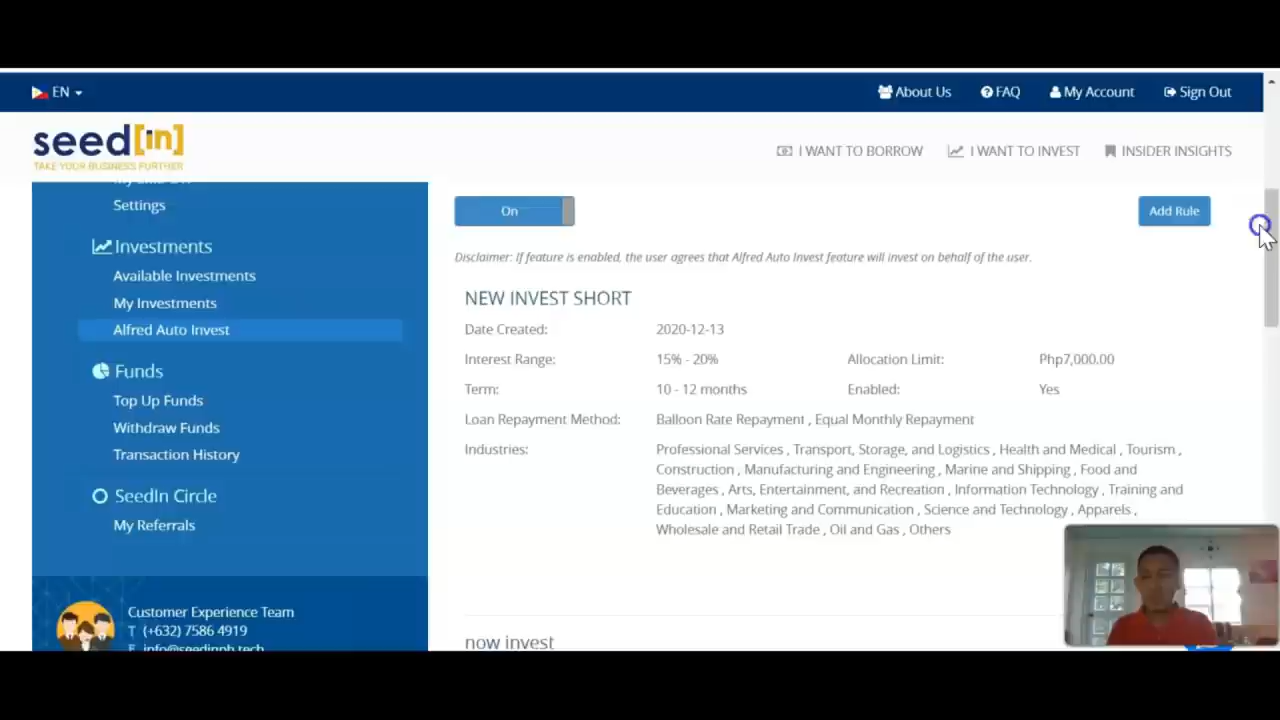 EN
About Us
FAQ
My Account
Sign Out
seed[in]
TAKE YOUR BUSINESS FURTHER
I WANT TO BORROW
I WANT TO INVEST
INSIDER INSIGHTS
Settings
Investments
Available Investments
My Investments
Alfred Auto Invest
Funds
Top Up Funds
Withdraw Funds
Transaction History
SeedIn Circle
My Referrals
Customer Experience Team
T (+632) 7586 4919
E info@seedinph.tech
On
Add Rule
Disclaimer: If feature is enabled, the user agrees that Alfred Auto Invest feature will invest on behalf of the user.
NEW INVEST SHORT
Date Created: 2020-12-13
Interest Range: 15% - 20% Allocation Limit: Php7,000.00
Term: 10 - 12 months Enabled: Yes
Loan Repayment Method: Balloon Rate Repayment , Equal Monthly Repayment
Industries: Professional Services , Transport, Storage, and Logistics , Health and Medical , Tourism ,
Construction , Manufacturing and Engineering , Marine and Shipping , Food and
Beverages , Arts, Entertainment, and Recreation , Information Technology , Training and
Education , Marketing and Communication , Science and Technology , Apparels ,
Wholesale and Retail Trade , Oil and Gas , Others
now invest